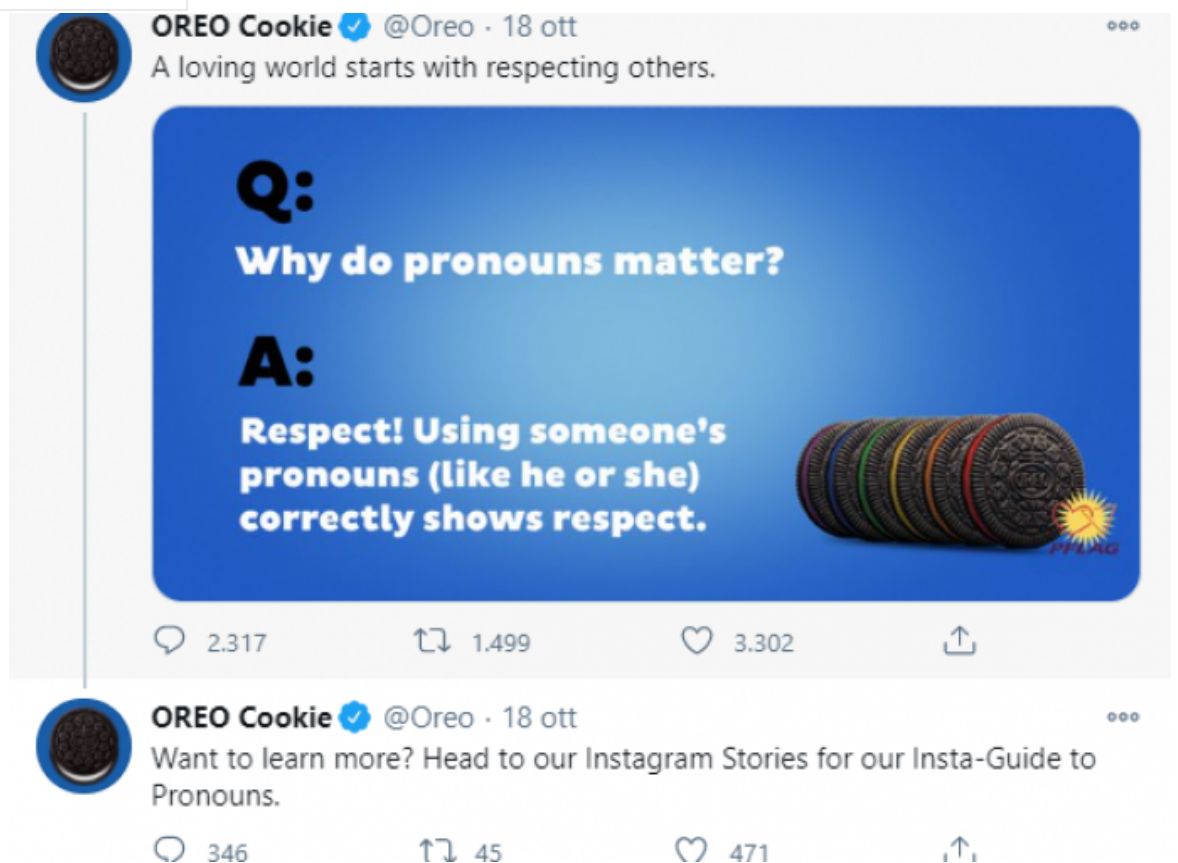 OREO Cookie @Oreo · 18 ott
A loving world starts with respecting others.
Q:
Why do pronouns matter?
A:
Respect! Using someone's
pronouns (like he or she)
correctly shows respect.
PFLAG
2.317 1.499 3.302
OREO Cookie @Oreo · 18 ott
Want to learn more? Head to our Instagram Stories for our Insta-Guide to
Pronouns.
346 45 471